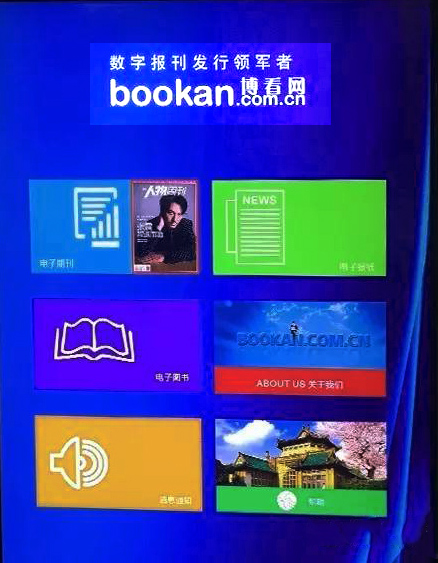 数字报刊发行领军者
bookan.com.cn 博看网
人物周刊
NEWS
电子期刊
电子报纸
BOOKAN.COM.CN
电子图书
ABOUT US 关于我们
消息通知